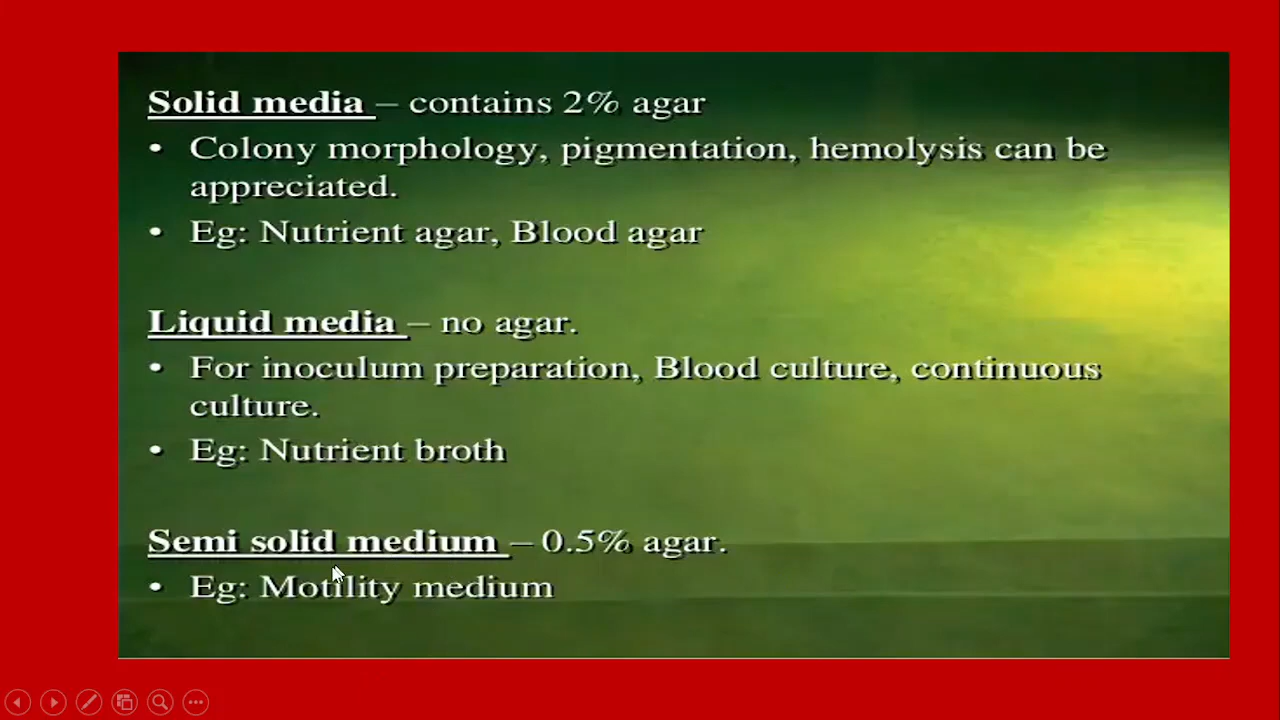 Solid media – contains 2% agar
• Colony morphology, pigmentation, hemolysis can be
appreciated.
• Eg: Nutrient agar, Blood agar
Liquid media – no agar.
• For inoculum preparation, Blood culture, continuous
culture.
• Eg: Nutrient broth
Semi solid medium – 0.5% agar.
• Eg: Motility medium